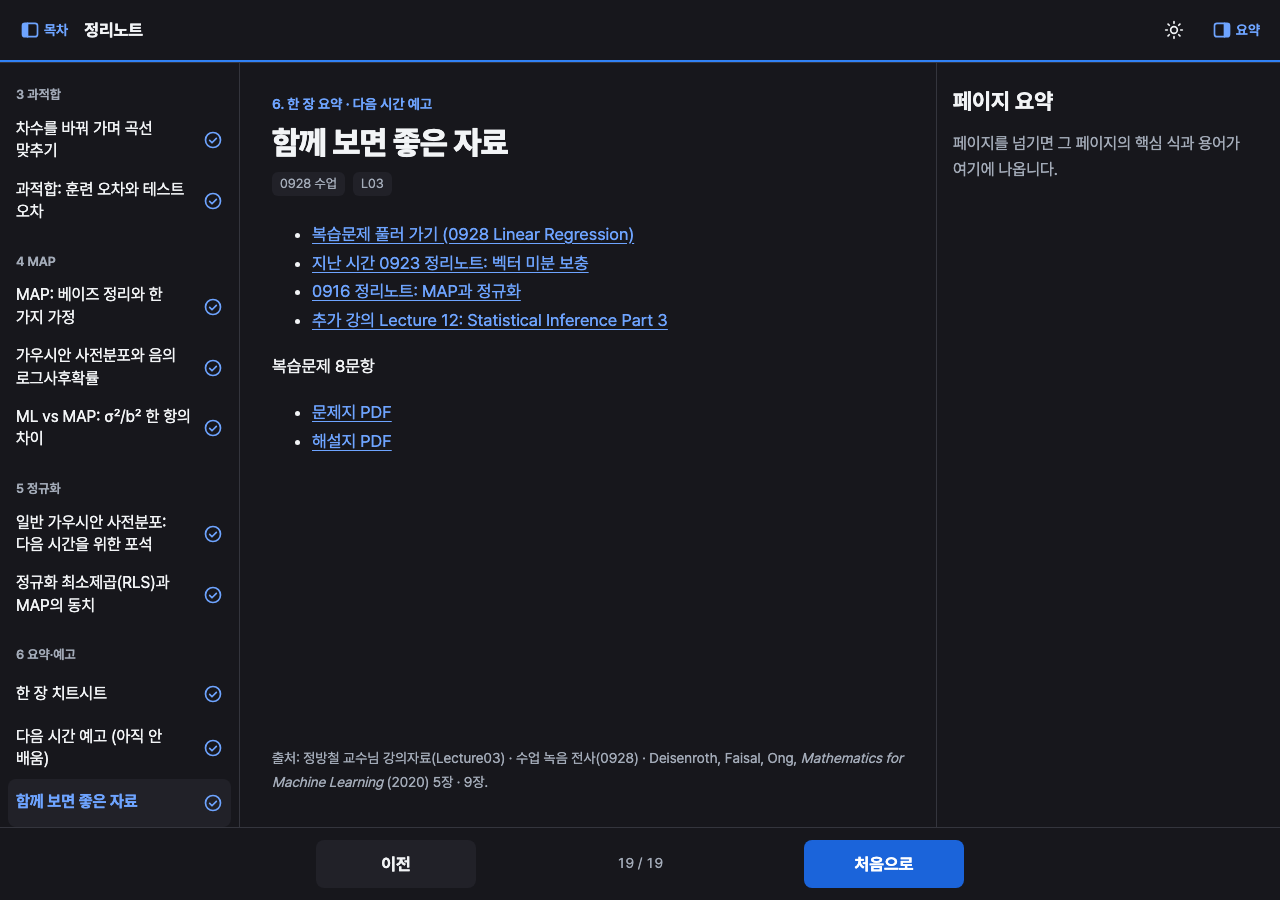 목차
정리노트
요약
3 과적합
차수를 바꿔 가며 곡선
맞추기
과적합: 훈련 오차와 테스트
오차
4 MAP
MAP: 베이즈 정리와 한
가지 가정
가우시안 사전분포와 음의
로그사후확률
ML vs MAP: σ²/b² 한 항의
차이
5 정규화
일반 가우시안 사전분포:
다음 시간을 위한 포석
정규화 최소제곱(RLS)과
MAP의 동치
6 요약·예고
한 장 치트시트
다음 시간 예고 (아직 안
배움)
함께 보면 좋은 자료
6. 한 장 요약 · 다음 시간 예고
함께 보면 좋은 자료
0928 수업
L03
복습문제 풀러 가기 (0928 Linear Regression)
지난 시간 0923 정리노트: 벡터 미분 보충
0916 정리노트: MAP과 정규화
추가 강의 Lecture 12: Statistical Inference Part 3
복습문제 8문항
문제지 PDF
해설지 PDF
출처: 정방철 교수님 강의자료(Lecture03) · 수업 녹음 전사(0928) · Deisenroth, Faisal, Ong, Mathematics for
Machine Learning (2020) 5장 · 9장.
페이지 요약
페이지를 넘기면 그 페이지의 핵심 식과 용어가
여기에 나옵니다.
이전
19 / 19
처음으로